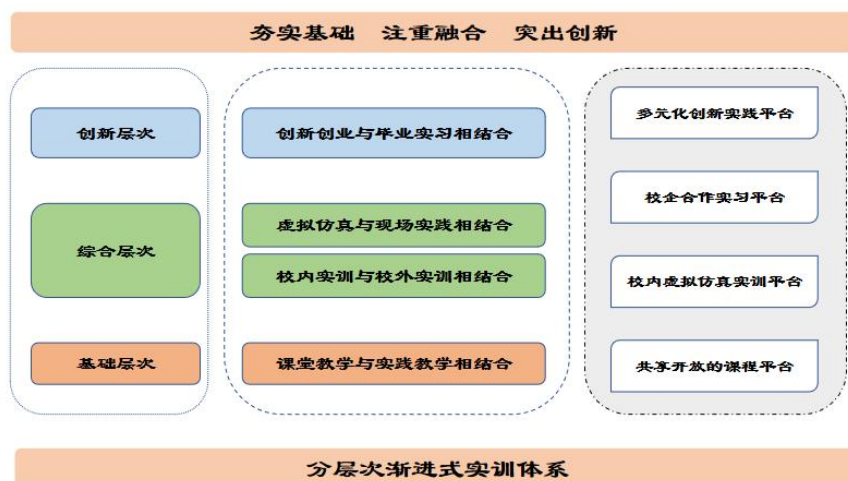 夯实基础 注重融合 突出创新
创新层次
综合层次
基础层次
创新创业与毕业实习相结合
虚拟仿真与现场实践相结合
校内实训与校外实训相结合
课堂教学与实践教学相结合
多元化创新实践平台
校企合作实习平台
校内虚拟仿真实训平台
共享开放的课程平台
分层次渐进式实训体系